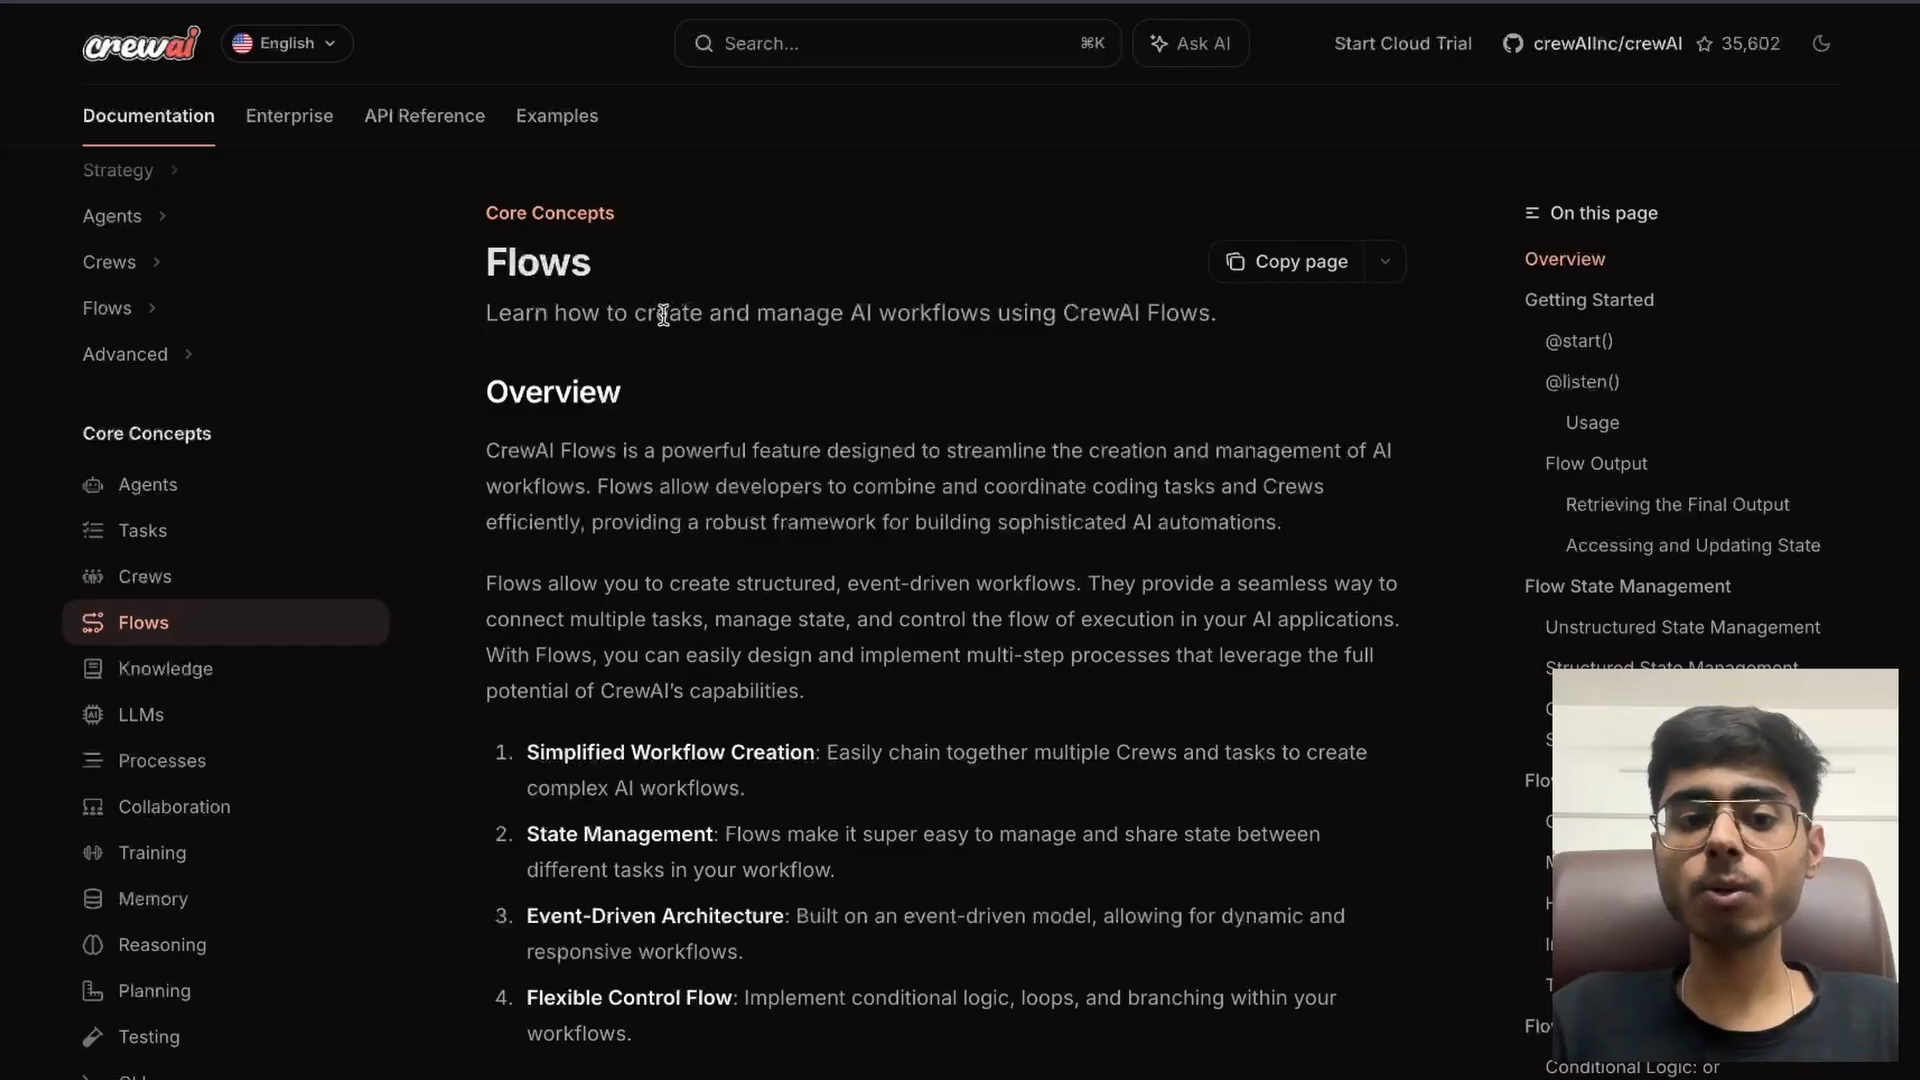 crewai
English
Search...
⌘K
Ask AI
Start Cloud Trial
crewAIInc/crewAI
35,602
Documentation
Enterprise
API Reference
Examples
Strategy
Agents
Crews
Flows
Advanced
Core Concepts
Agents
Tasks
Crews
Flows
Knowledge
LLMs
Processes
Collaboration
Training
Memory
Reasoning
Planning
Testing
Core Concepts
Flows
Copy page
Learn how to create and manage AI workflows using CrewAI Flows.
Overview
CrewAI Flows is a powerful feature designed to streamline the creation and management of AI
workflows. Flows allow developers to combine and coordinate coding tasks and Crews
efficiently, providing a robust framework for building sophisticated AI automations.
Flows allow you to create structured, event-driven workflows. They provide a seamless way to
connect multiple tasks, manage state, and control the flow of execution in your AI applications.
With Flows, you can easily design and implement multi-step processes that leverage the full
potential of CrewAI's capabilities.
1. Simplified Workflow Creation: Easily chain together multiple Crews and tasks to create
complex AI workflows.
2. State Management: Flows make it super easy to manage and share state between
different tasks in your workflow.
3. Event-Driven Architecture: Built on an event-driven model, allowing for dynamic and
responsive workflows.
4. Flexible Control Flow: Implement conditional logic, loops, and branching within your
workflows.
On this page
Overview
Getting Started
@start()
@listen()
Usage
Flow Output
Retrieving the Final Output
Accessing and Updating State
Flow State Management
Unstructured State Management
Structured State Management
Conditional Logic: or